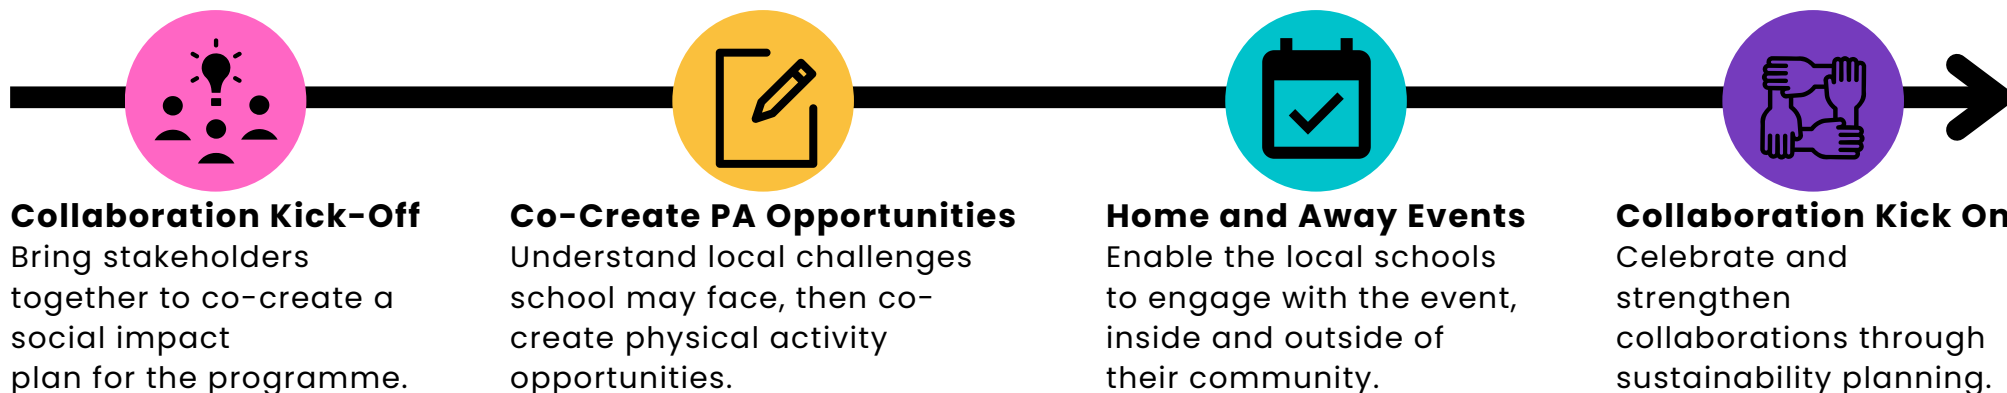 Collaboration Kick-Off
Bring stakeholders
together to co-create a
social impact
plan for the programme.
Co-Create PA Opportunities
Understand local challenges
school may face, then co-
create physical activity
opportunities.
Home and Away Events
Enable the local schools
to engage with the event,
inside and outside of
their community.
Collaboration Kick On
Celebrate and
strengthen
collaborations through
sustainability planning.